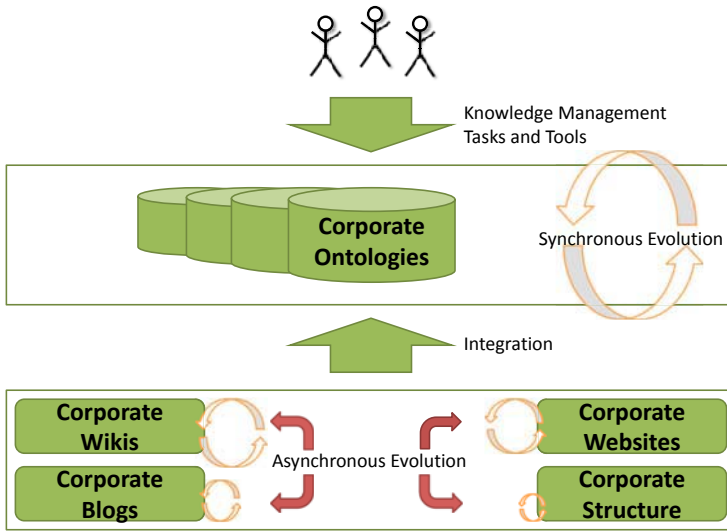 Knowledge Management
Tasks and Tools
Corporate
Ontologies
Synchronous Evolution
Integration
Corporate
Wikis
Corporate
Websites
Asynchronous Evolution
Corporate
Blogs
Corporate
Structure